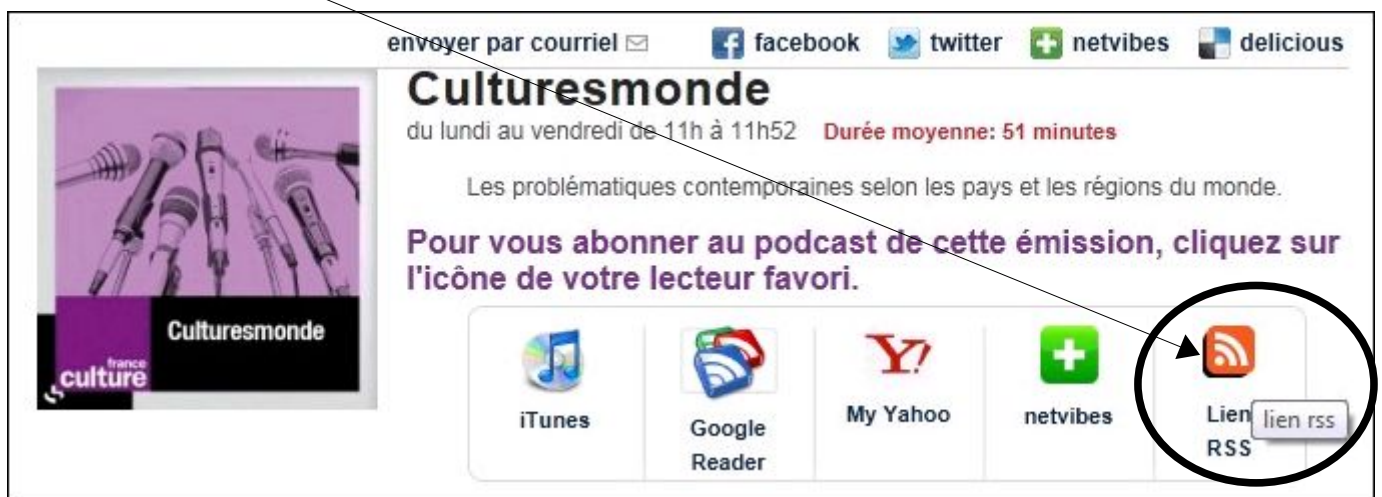 envoyer par courriel facebook twitter netvibes delicious
Culturesmonde
du lundi au vendredi de 11h à 11h52 Durée moyenne: 51 minutes
Les problématiques contemporaines selon les pays et les régions du monde.
Pour vous abonner au podcast de cette émission, cliquez sur
l'icône de votre lecteur favori.
Culturesmonde
france
culture
iTunes
Google
Reader
My Yahoo
netvibes
Lien
RSS
lien rss